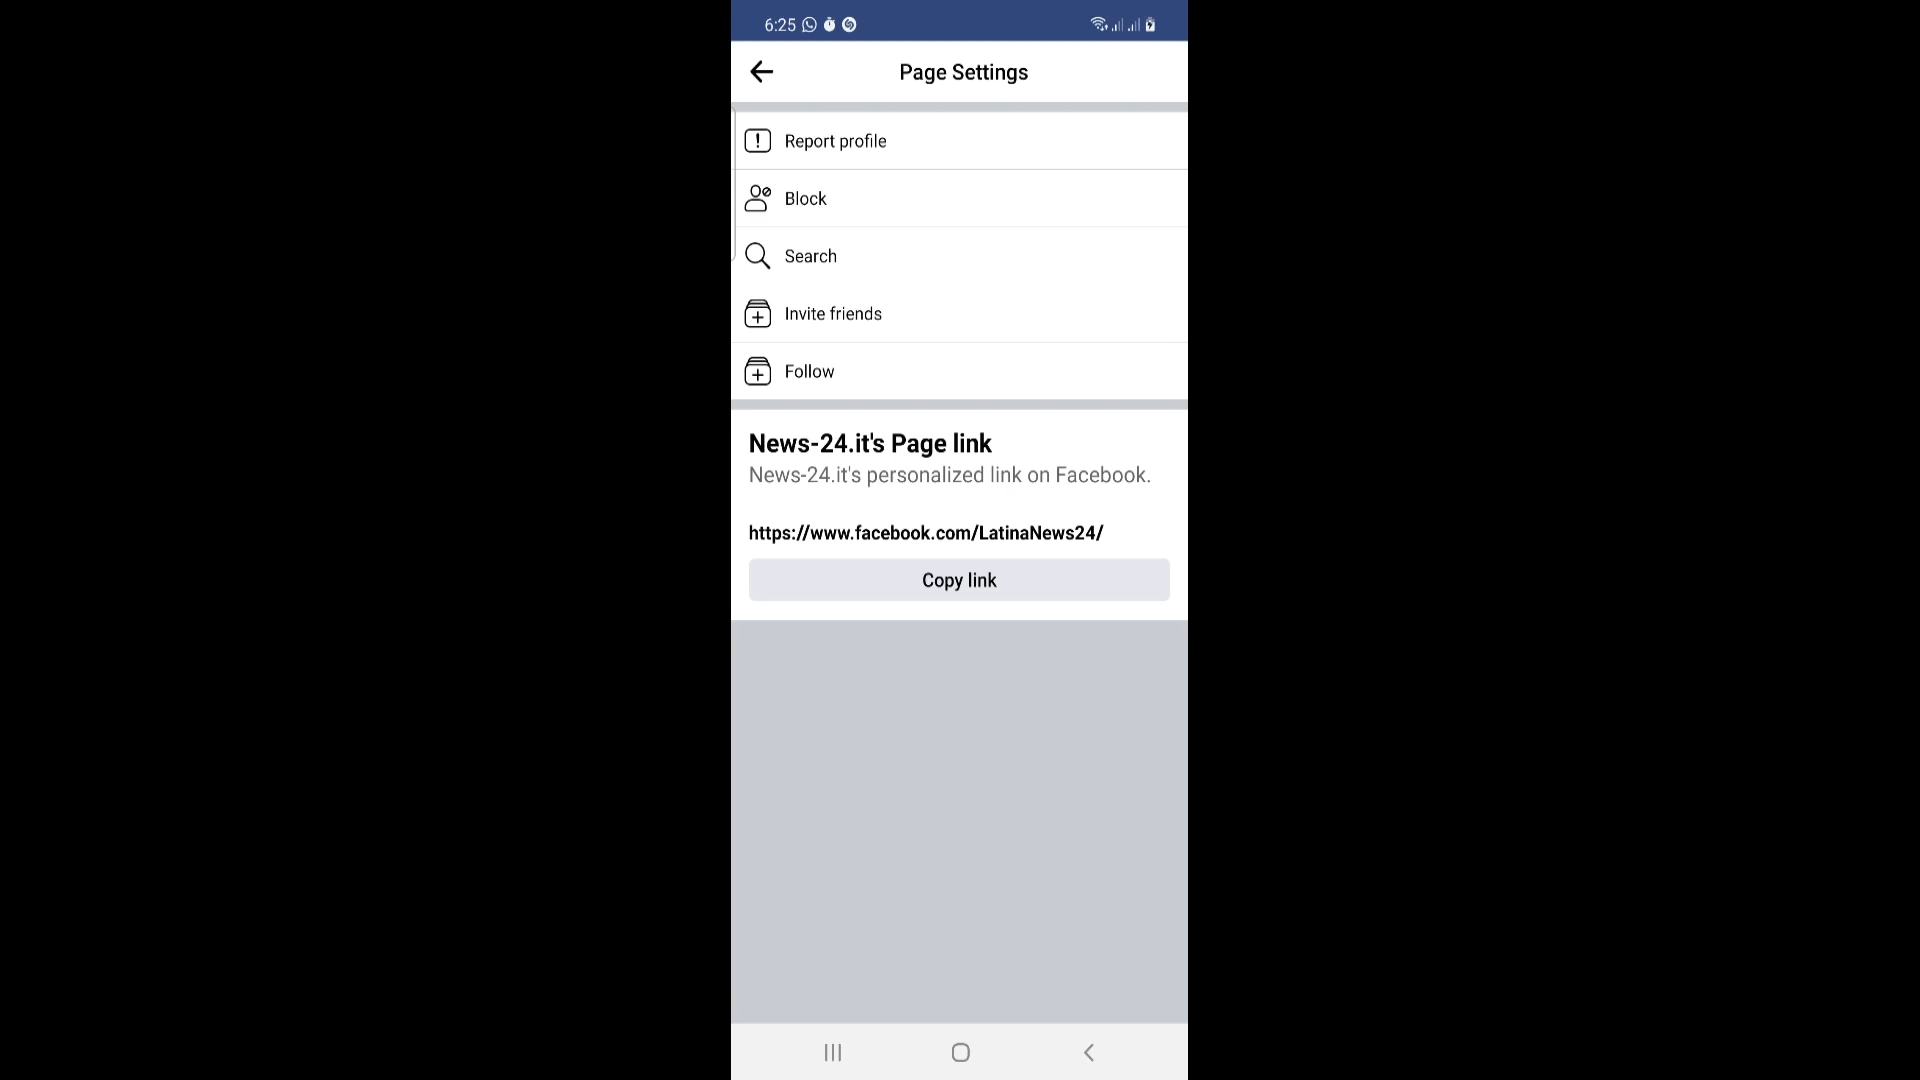 6:25
Page Settings
Report profile
Block
Search
Invite friends
Follow
News-24.it's Page link
News-24.it's personalized link on Facebook.
https://www.facebook.com/LatinaNews24/
Copy link